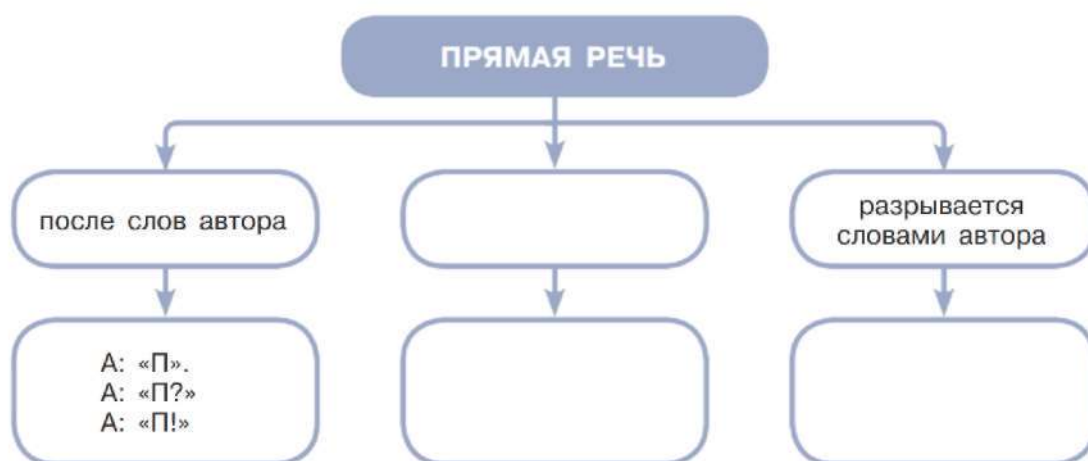 ПРЯМАЯ РЕЧЬ
после слов автора
разрывается
словами автора
А: «П».
А: «П?»
А: «П!»